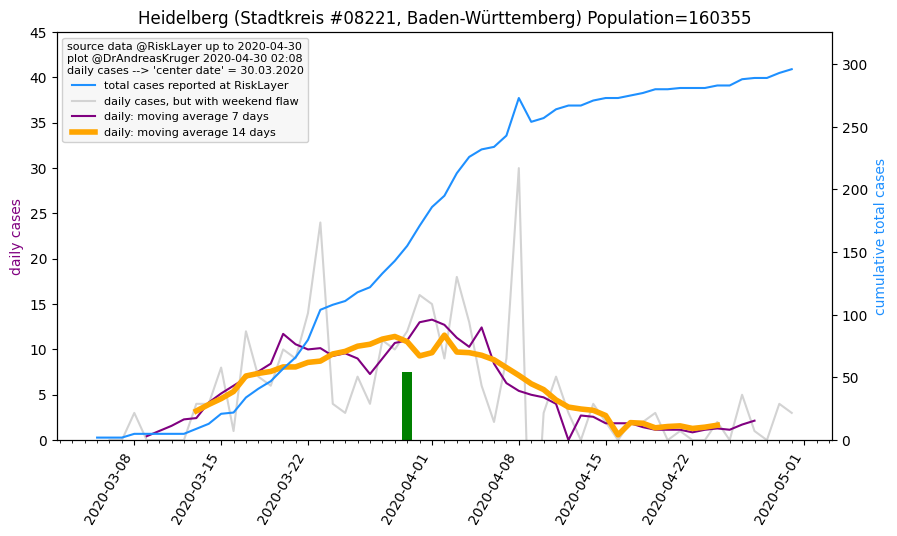 Heidelberg (Stadtkreis #08221, Baden-Württemberg) Population=160355
source data @RiskLayer up to 2020-04-30
plot @DrAndreasKruger 2020-04-30 02:08
daily cases --> 'center date' = 30.03.2020
total cases reported at RiskLayer
daily cases, but with weekend flaw
daily: moving average 7 days
daily: moving average 14 days
daily cases
45
40
35
30
25
20
15
10
5
0
300
250
200
150
100
50
0
cumulative total cases
2020-03-08
2020-03-15
2020-03-22
2020-04-01
2020-04-08
2020-04-15
2020-04-22
2020-05-01